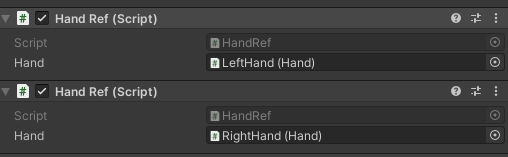 Hand Ref (Script)
Script HandRef
Hand LeftHand (Hand)
Hand Ref (Script)
Script HandRef
Hand RightHand (Hand)